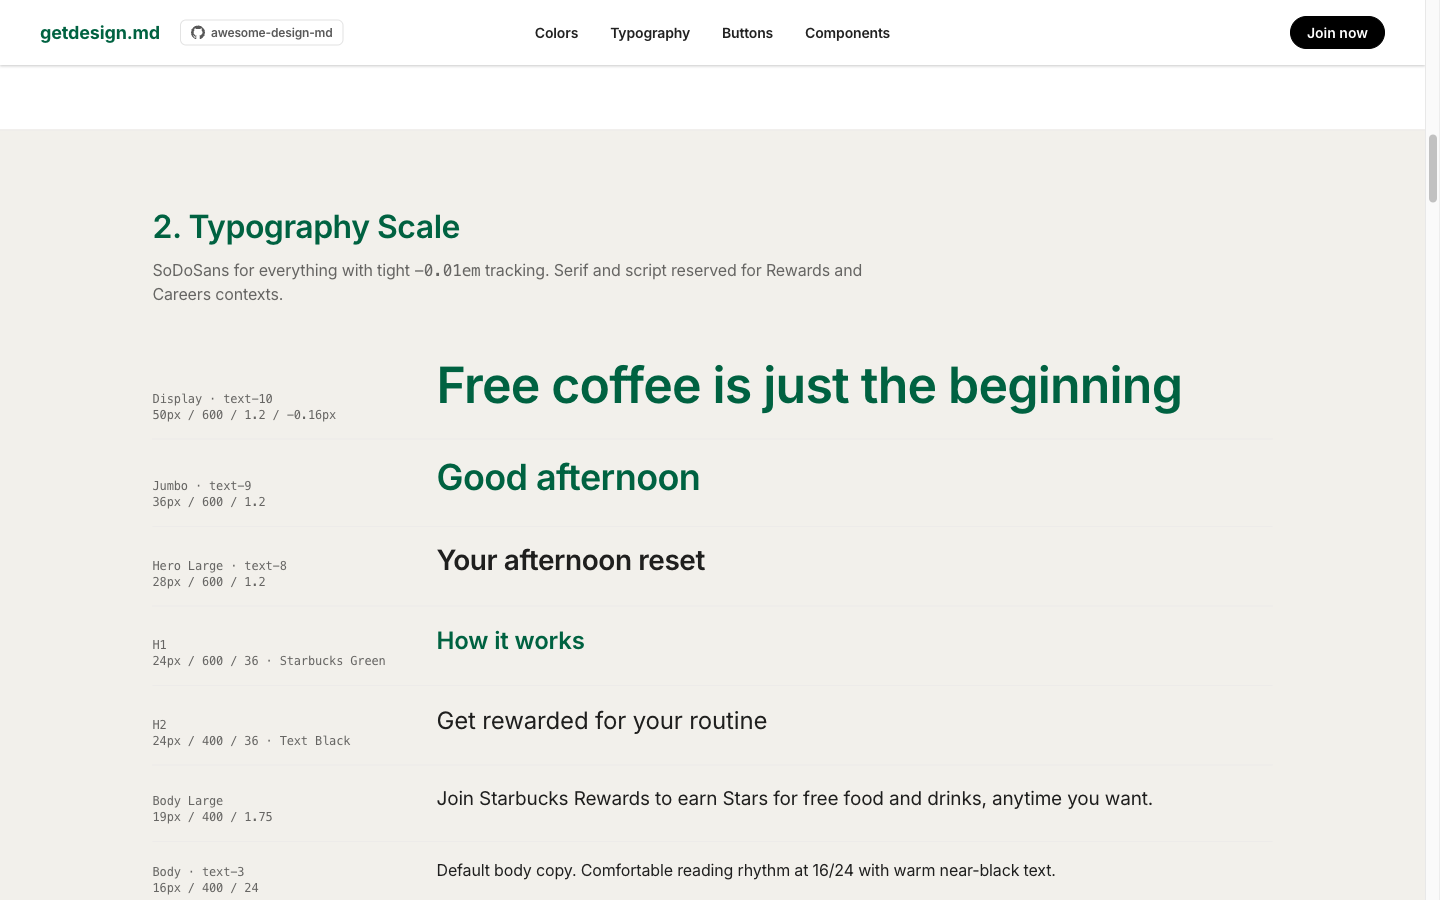 getdesign.md
awesome-design-md
Colors
Typography
Buttons
Components
Join now
2. Typography Scale
SoDoSans for everything with tight −0.01em tracking. Serif and script reserved for Rewards and
Careers contexts.
Display · text-10
50px / 600 / 1.2 / −0.16px
Free coffee is just the beginning
Jumbo · text-9
36px / 600 / 1.2
Good afternoon
Hero Large · text-8
28px / 600 / 1.2
Your afternoon reset
H1
24px / 600 / 36 · Starbucks Green
How it works
H2
24px / 400 / 36 · Text Black
Get rewarded for your routine
Body Large
19px / 400 / 1.75
Join Starbucks Rewards to earn Stars for free food and drinks, anytime you want.
Body · text-3
16px / 400 / 24
Default body copy. Comfortable reading rhythm at 16/24 with warm near-black text.